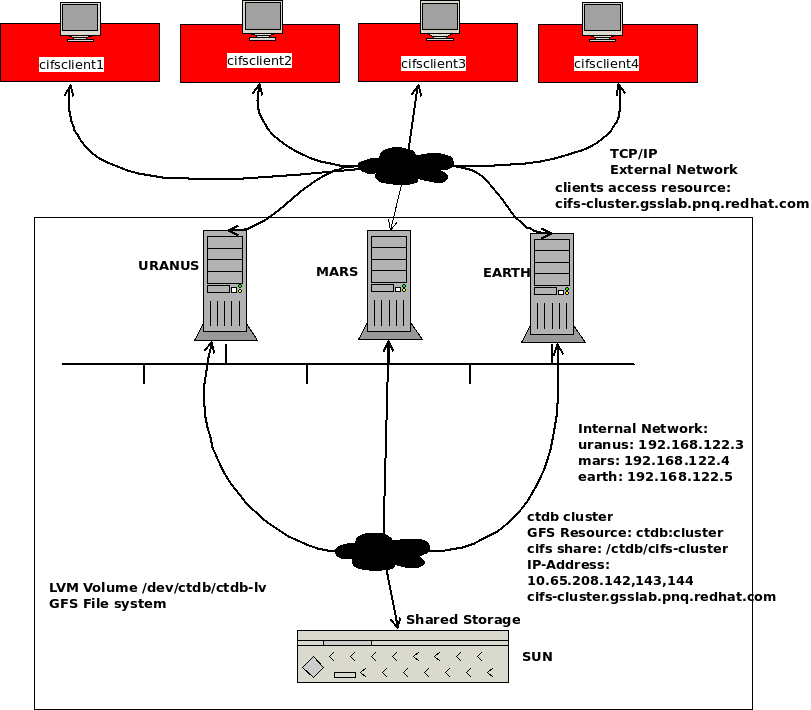 cifsclient1
cifsclient2
cifsclient3
cifsclient4
TCP/IP
External Network
clients access resource:
cifs-cluster.gsslab.pnq.redhat.com
URANUS
MARS
EARTH
Internal Network:
uranus: 192.168.122.3
mars: 192.168.122.4
earth: 192.168.122.5
ctdb cluster
GFS Resource: ctdb:cluster
cifs share: /ctdb/cifs-cluster
IP-Address:
10.65.208.142,143,144
cifs-cluster.gsslab.pnq.redhat.com
LVM Volume /dev/ctdb/ctdb-lv
GFS File system
Shared Storage
SUN